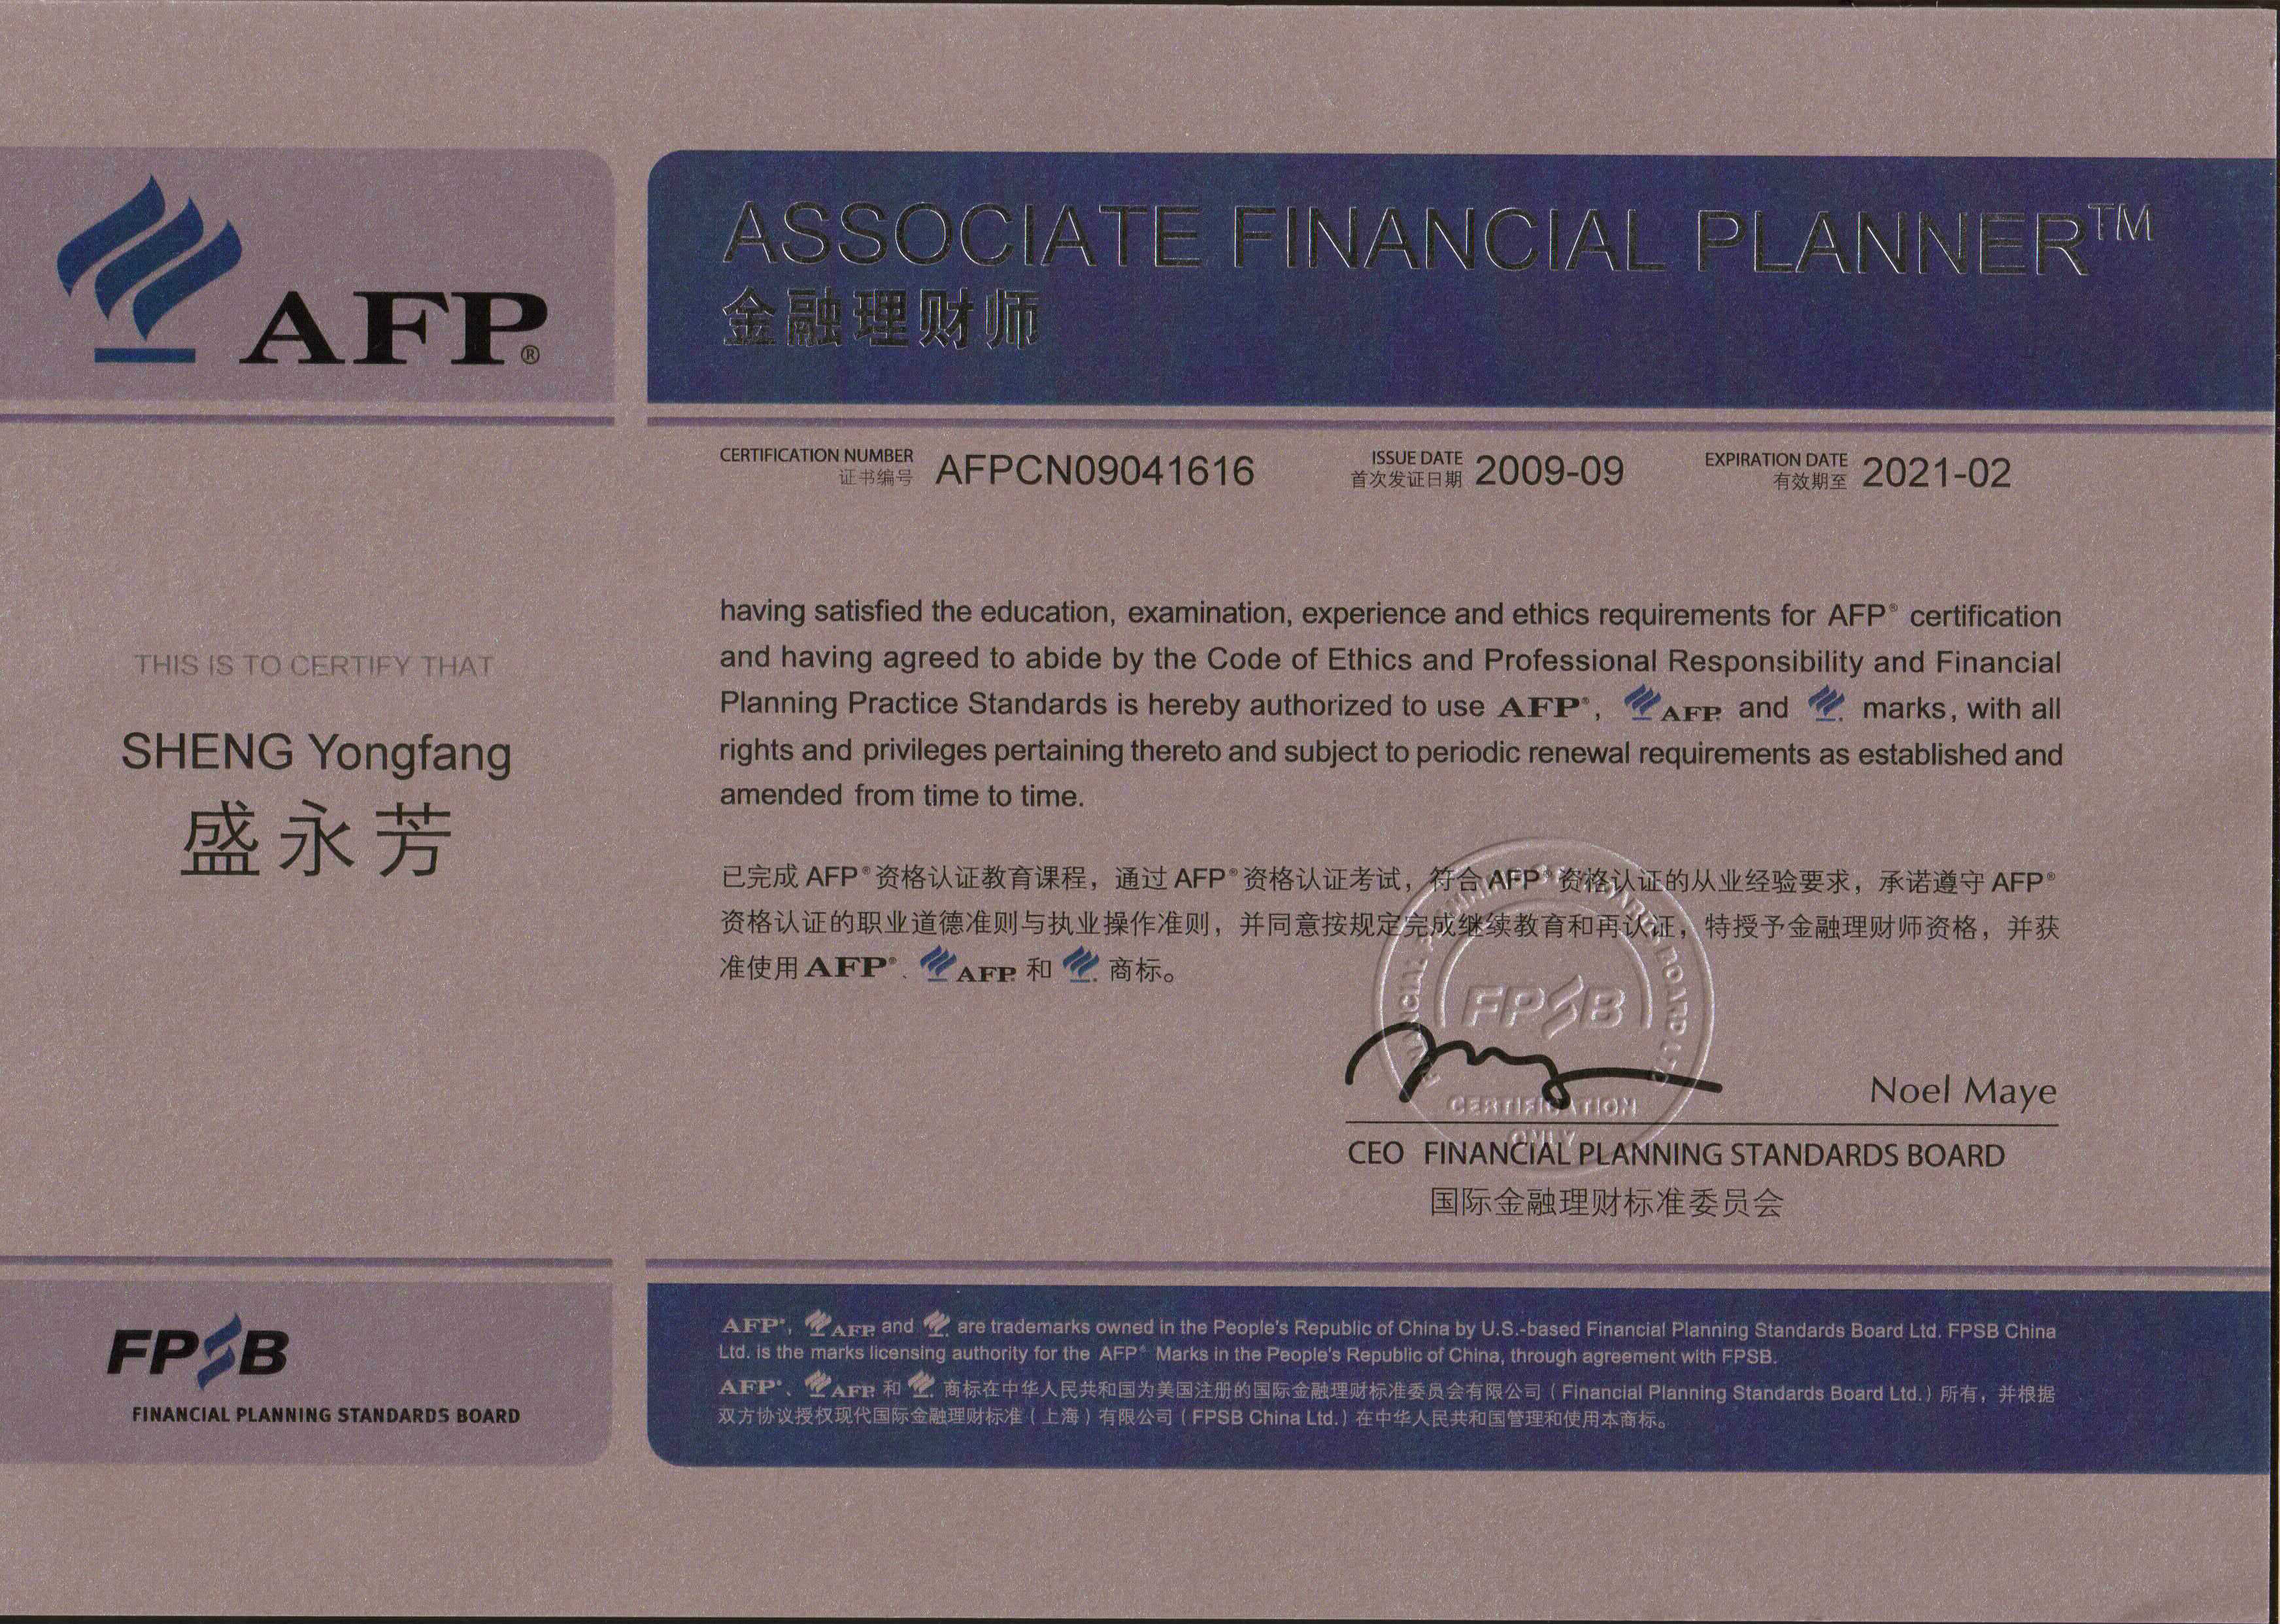 AFP®
ASSOCIATE FINANCIAL PLANNER™
金融理财师
CERTIFICATION NUMBER
证书编号
AFPCN09041616
ISSUE DATE
首次发证日期
2009-09
EXPIRATION DATE
有效期至
2021-02
THIS IS TO CERTIFY THAT
SHENG Yongfang
盛永芳
having satisfied the education, examination, experience and ethics requirements for AFP® certification
and having agreed to abide by the Code of Ethics and Professional Responsibility and Financial
Planning Practice Standards is hereby authorized to use AFP®, AFP and marks, with all
rights and privileges pertaining thereto and subject to periodic renewal requirements as established and
amended from time to time.
已完成 AFP®资格认证教育课程，通过 AFP®资格认证考试，符合 AFP®资格认证的从业经验要求，承诺遵守 AFP®
资格认证的职业道德准则与执业操作准则，并同意按规定完成继续教育和再认证，特授予金融理财师资格，并获
准使用 AFP®、AFP 和 商标。
FPSB
CERTIFICATION
ONLY
Noel Maye
CEO FINANCIAL PLANNING STANDARDS BOARD
国际金融理财标准委员会
FPSB
FINANCIAL PLANNING STANDARDS BOARD
AFP®, AFP and are trademarks owned in the People's Republic of China by U.S.-based Financial Planning Standards Board Ltd. FPSB China
Ltd. is the marks licensing authority for the AFP® Marks in the People's Republic of China, through agreement with FPSB.
AFP®、AFP 和 商标在中华人民共和国为美国注册的国际金融理财标准委员会有限公司（Financial Planning Standards Board Ltd.）所有，并根据
双方协议授权现代国际金融理财标准（上海）有限公司（FPSB China Ltd.）在中华人民共和国管理和使用本商标。